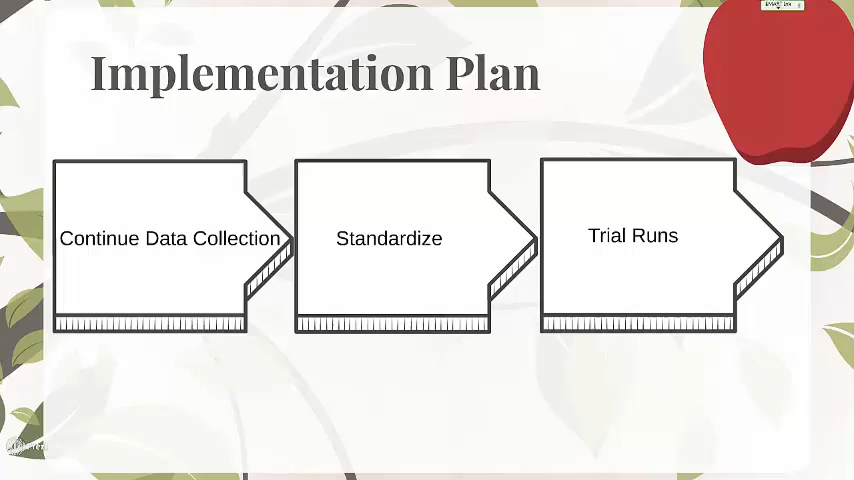 Implementation Plan
Continue Data Collection
Standardize
Trial Runs